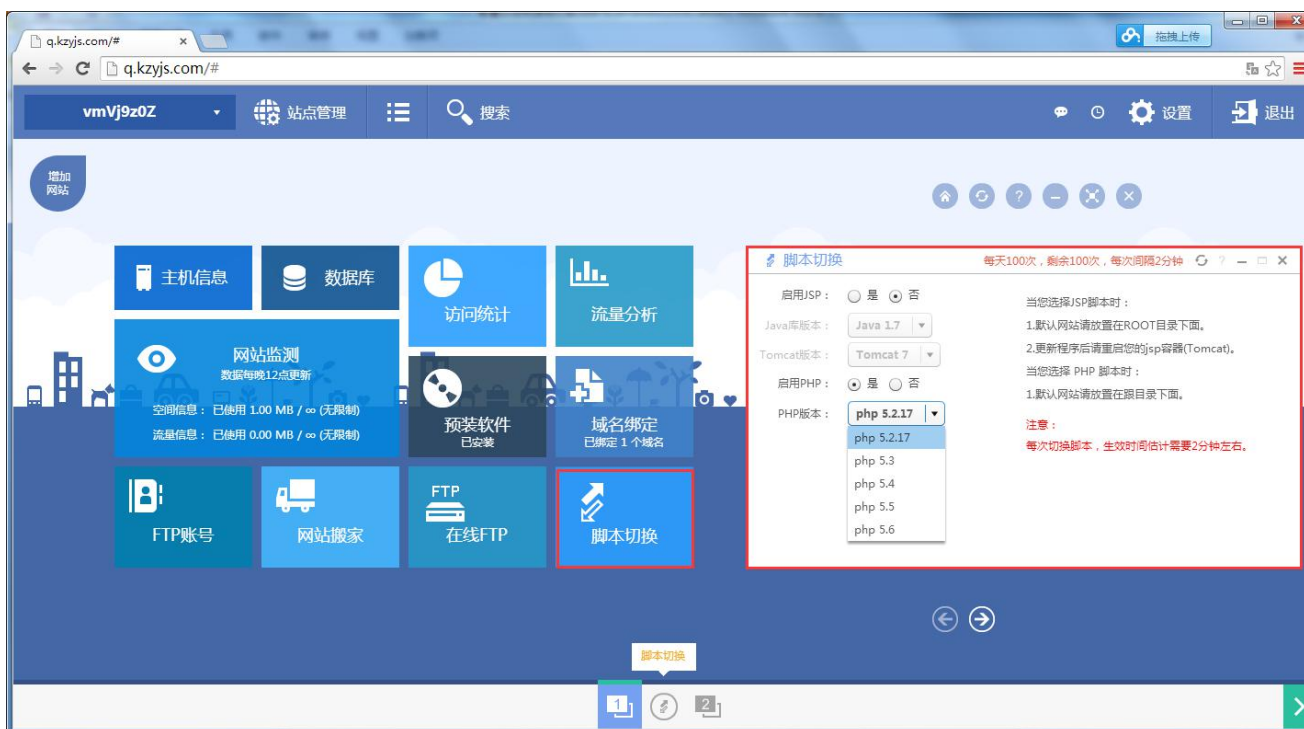 q.kzyjs.com/#
拖拽上传
q.kzyjs.com/#
vmVj9z0Z
站点管理
搜索
设置
退出
增加
网站
主机信息
数据库
访问统计
流量分析
网站监测
数据每晚12点更新
空间信息： 已使用 1.00 MB / ∞ (无限制)
流量信息： 已使用 0.00 MB / ∞ (无限制)
预装软件
已安装
域名绑定
已绑定 1 个域名
FTP账号
网站搬家
FTP
在线FTP
脚本切换
脚本切换
每天100次，剩余100次，每次间隔2分钟
启用JSP： 是 否
Java库版本： Java 1.7
Tomcat版本： Tomcat 7
启用PHP： 是 否
PHP版本： php 5.2.17
php 5.2.17
php 5.3
php 5.4
php 5.5
php 5.6
当您选择JSP脚本时：
1.默认网站请放置在ROOT目录下面。
2.更新程序后请重启您的jsp容器(Tomcat)。
当您选择 PHP 脚本时：
1.默认网站请放置在跟目录下面。
注意：
每次切换脚本，生效时间估计需要2分钟左右。
脚本切换
1
2